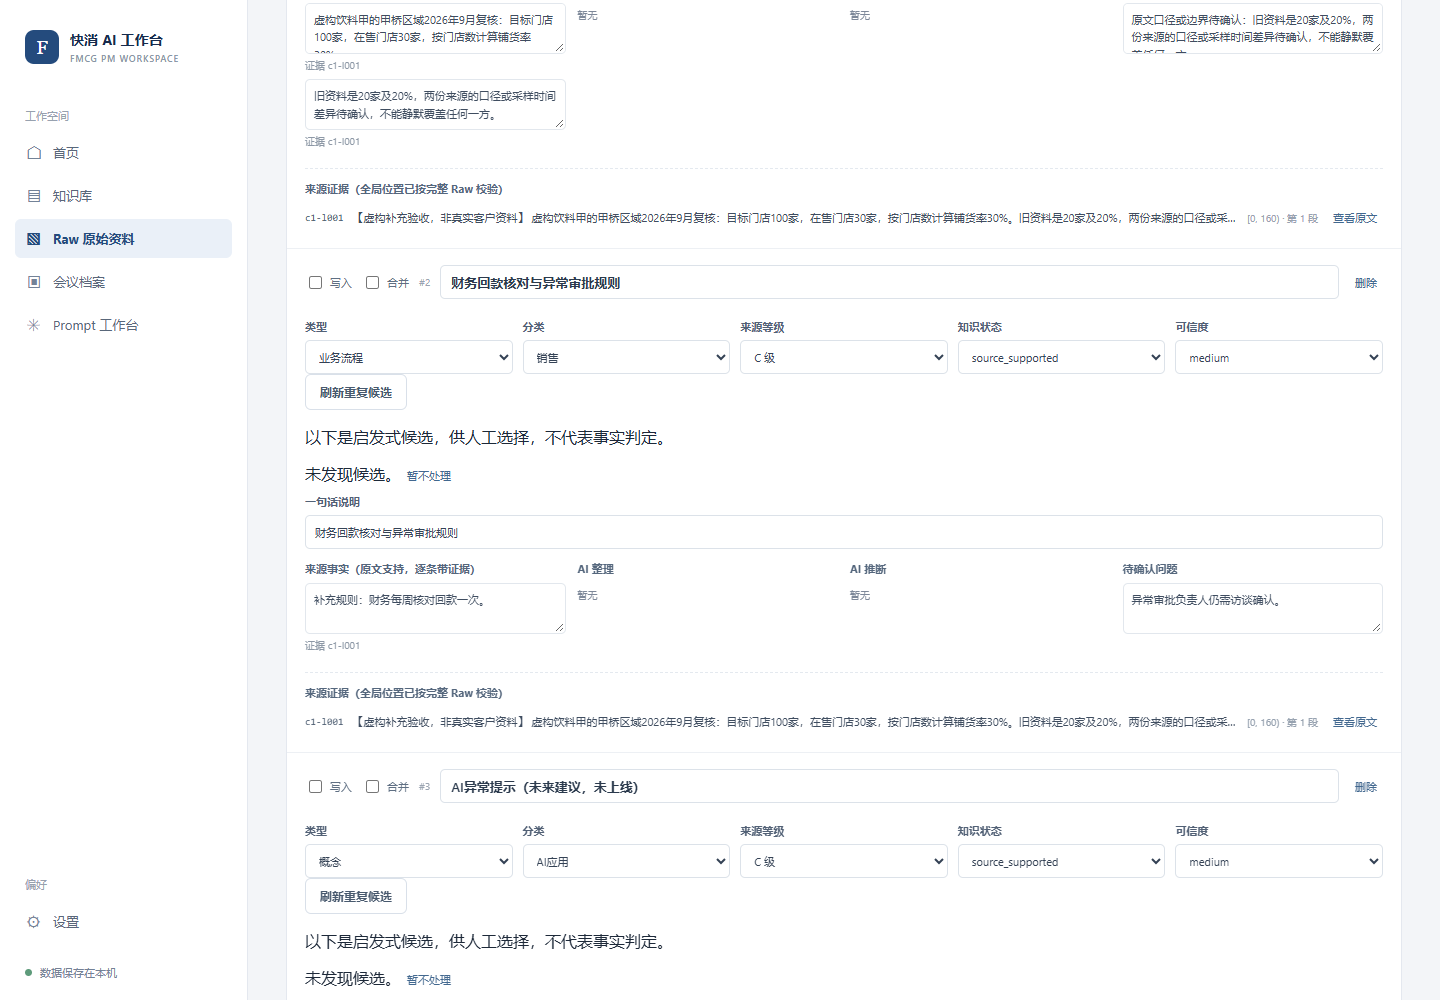 F
快消 AI 工作台
FMCG PM WORKSPACE
工作空间
首页
知识库
Raw 原始资料
会议档案
Prompt 工作台
偏好
设置
数据保存在本机
虚构饮料甲的甲桥区域2026年9月复核：目标门店
100家，在售门店30家，按门店数计算铺货率
证据 c1-l001
暂无
暂无
原文口径或边界待确认：旧资料是20家及20%，两
份来源的口径或采样时间差异待确认，不能静默覆
旧资料是20家及20%，两份来源的口径或采样时间
差异待确认，不能静默覆盖任何一方。
证据 c1-l001
来源证据（全局位置已按完整 Raw 校验）
c1-l001 【虚构补充验收，非真实客户资料】 虚构饮料甲的甲桥区域2026年9月复核：目标门店100家，在售门店30家，按门店数计算铺货率30%。旧资料是20家及20%，两份来源的口径或采... [0, 160) · 第 1 段 查看原文
写入 合并 #2 财务回款核对与异常审批规则 删除
类型 分类 来源等级 知识状态 可信度
业务流程 销售 C 级 source_supported medium
刷新重复候选
以下是启发式候选，供人工选择，不代表事实判定。
未发现候选。 暂不处理
一句话说明
财务回款核对与异常审批规则
来源事实（原文支持，逐条带证据） AI 整理 AI 推断 待确认问题
补充规则：财务每周核对回款一次。 暂无 暂无 异常审批负责人仍需访谈确认。
证据 c1-l001
来源证据（全局位置已按完整 Raw 校验）
c1-l001 【虚构补充验收，非真实客户资料】 虚构饮料甲的甲桥区域2026年9月复核：目标门店100家，在售门店30家，按门店数计算铺货率30%。旧资料是20家及20%，两份来源的口径或采... [0, 160) · 第 1 段 查看原文
写入 合并 #3 AI异常提示（未来建议，未上线） 删除
类型 分类 来源等级 知识状态 可信度
概念 AI应用 C 级 source_supported medium
刷新重复候选
以下是启发式候选，供人工选择，不代表事实判定。
未发现候选。 暂不处理